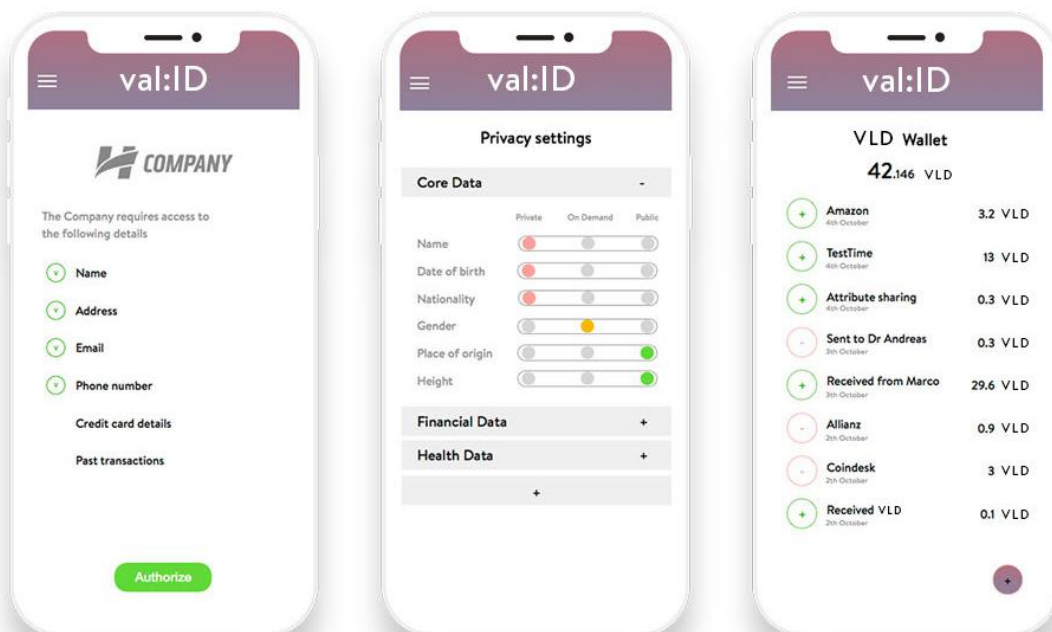 val:ID
COMPANY
The Company requires access to
the following details
v Name
v Address
v Email
v Phone number
Credit card details
Past transactions
Authorize
val:ID
Privacy settings
Core Data -
Private On Demand Public
Name
Date of birth
Nationality
Gender
Place of origin
Height
Financial Data +
Health Data +
+
val:ID
VLD Wallet
42.146 VLD
+ Amazon 3.2 VLD
4th October
+ TestTime 13 VLD
4th October
+ Attribute sharing 0.3 VLD
4th October
- Sent to Dr Andreas 0.3 VLD
3th October
+ Received from Marco 29.6 VLD
3th October
- Allianz 0.9 VLD
2th October
- Coindesk 3 VLD
2th October
+ Received VLD 0.1 VLD
2th October
+